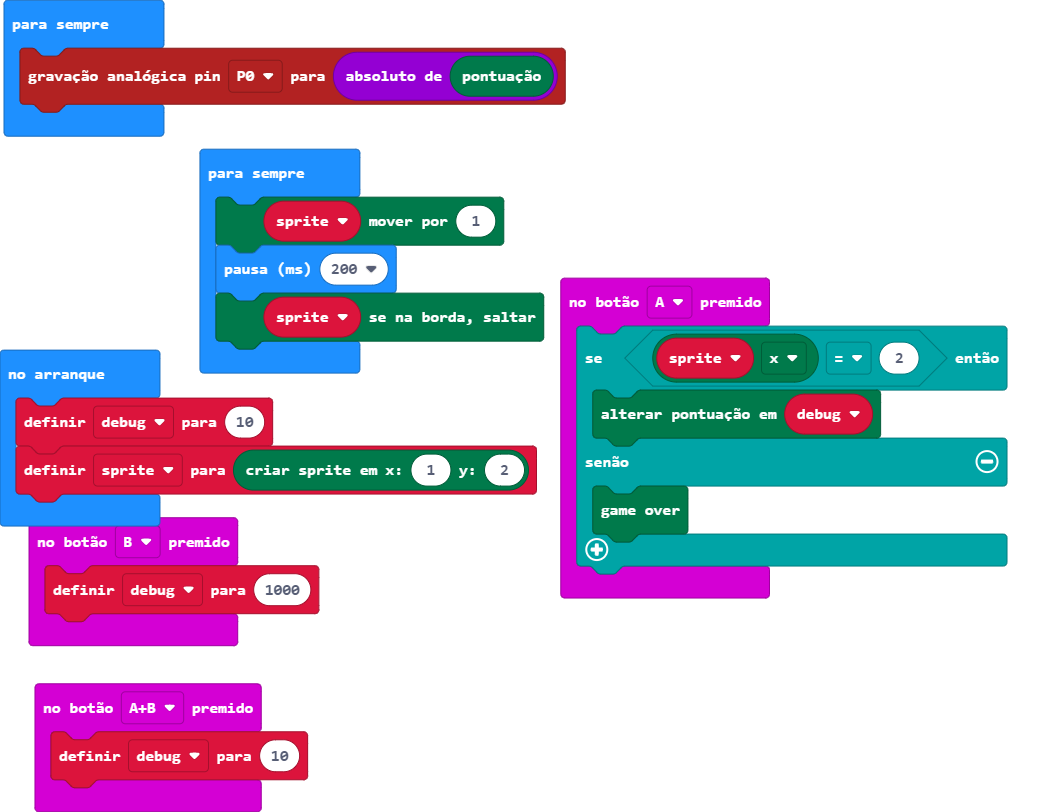 para sempre
gravação analógica pin P0 para absoluto de pontuação
para sempre
sprite mover por 1
pausa (ms) 200
sprite se na borda, saltar
no botão A premido
se sprite x = 2 então
alterar pontuação em debug
senão
game over
no arranque
definir debug para 10
definir sprite para criar sprite em x: 1 y: 2
no botão B premido
definir debug para 1000
no botão A+B premido
definir debug para 10